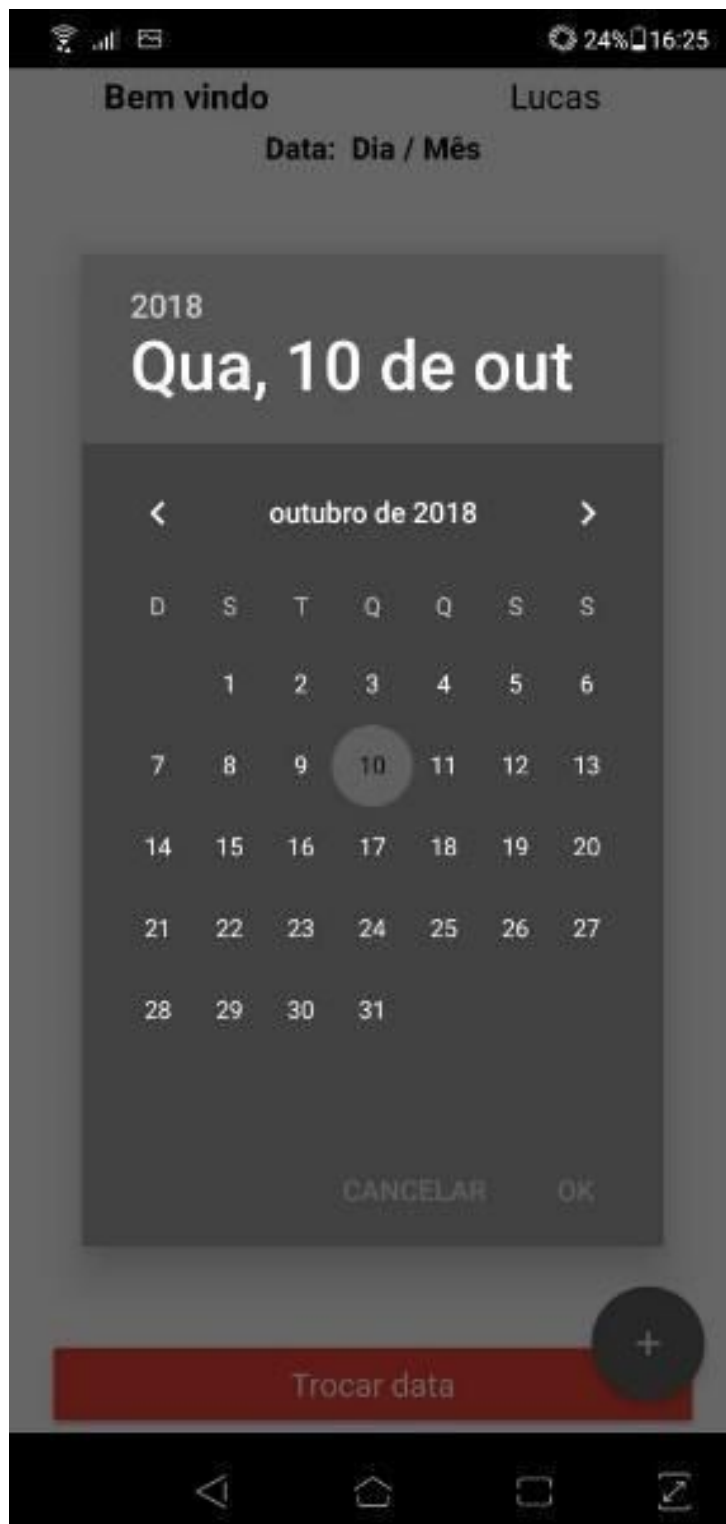 24% 16:25
Bem vindo Lucas
Data: Dia / Mês
2018
Qua, 10 de out
outubro de 2018
D S T Q Q S S
1 2 3 4 5 6
7 8 9 10 11 12 13
14 15 16 17 18 19 20
21 22 23 24 25 26 27
28 29 30 31
CANCELAR OK
+
Trocar data